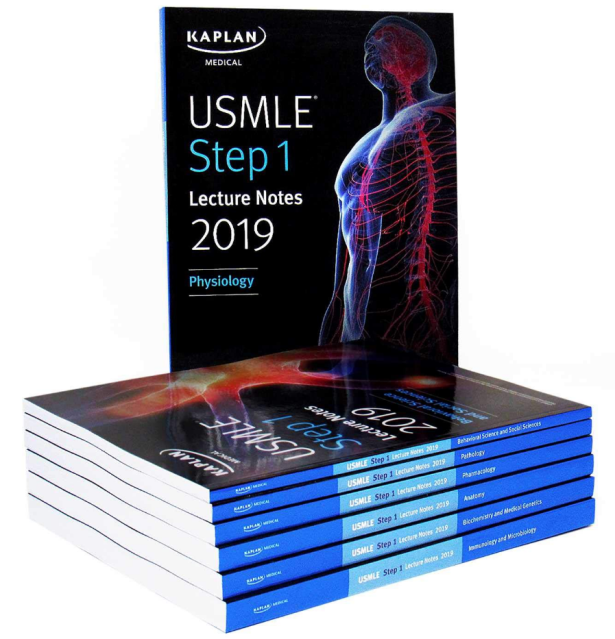 KAPLAN
MEDICAL
USMLE®
Step 1
Lecture Notes
2019
Physiology
Behavioral Science
and Social Sciences
2019
Lecture Notes
Step 1
USMLE
KAPLAN
MEDICAL
KAPLAN MEDICAL USMLE Step 1 Lecture Notes 2019 Behavioral Science and Social Sciences
KAPLAN MEDICAL USMLE Step 1 Lecture Notes 2019 Pathology
KAPLAN MEDICAL USMLE Step 1 Lecture Notes 2019 Pharmacology
KAPLAN MEDICAL USMLE Step 1 Lecture Notes 2019 Anatomy
KAPLAN MEDICAL USMLE Step 1 Lecture Notes 2019 Biochemistry and Medical Genetics
KAPLAN MEDICAL USMLE Step 1 Lecture Notes 2019 Immunology and Microbiology